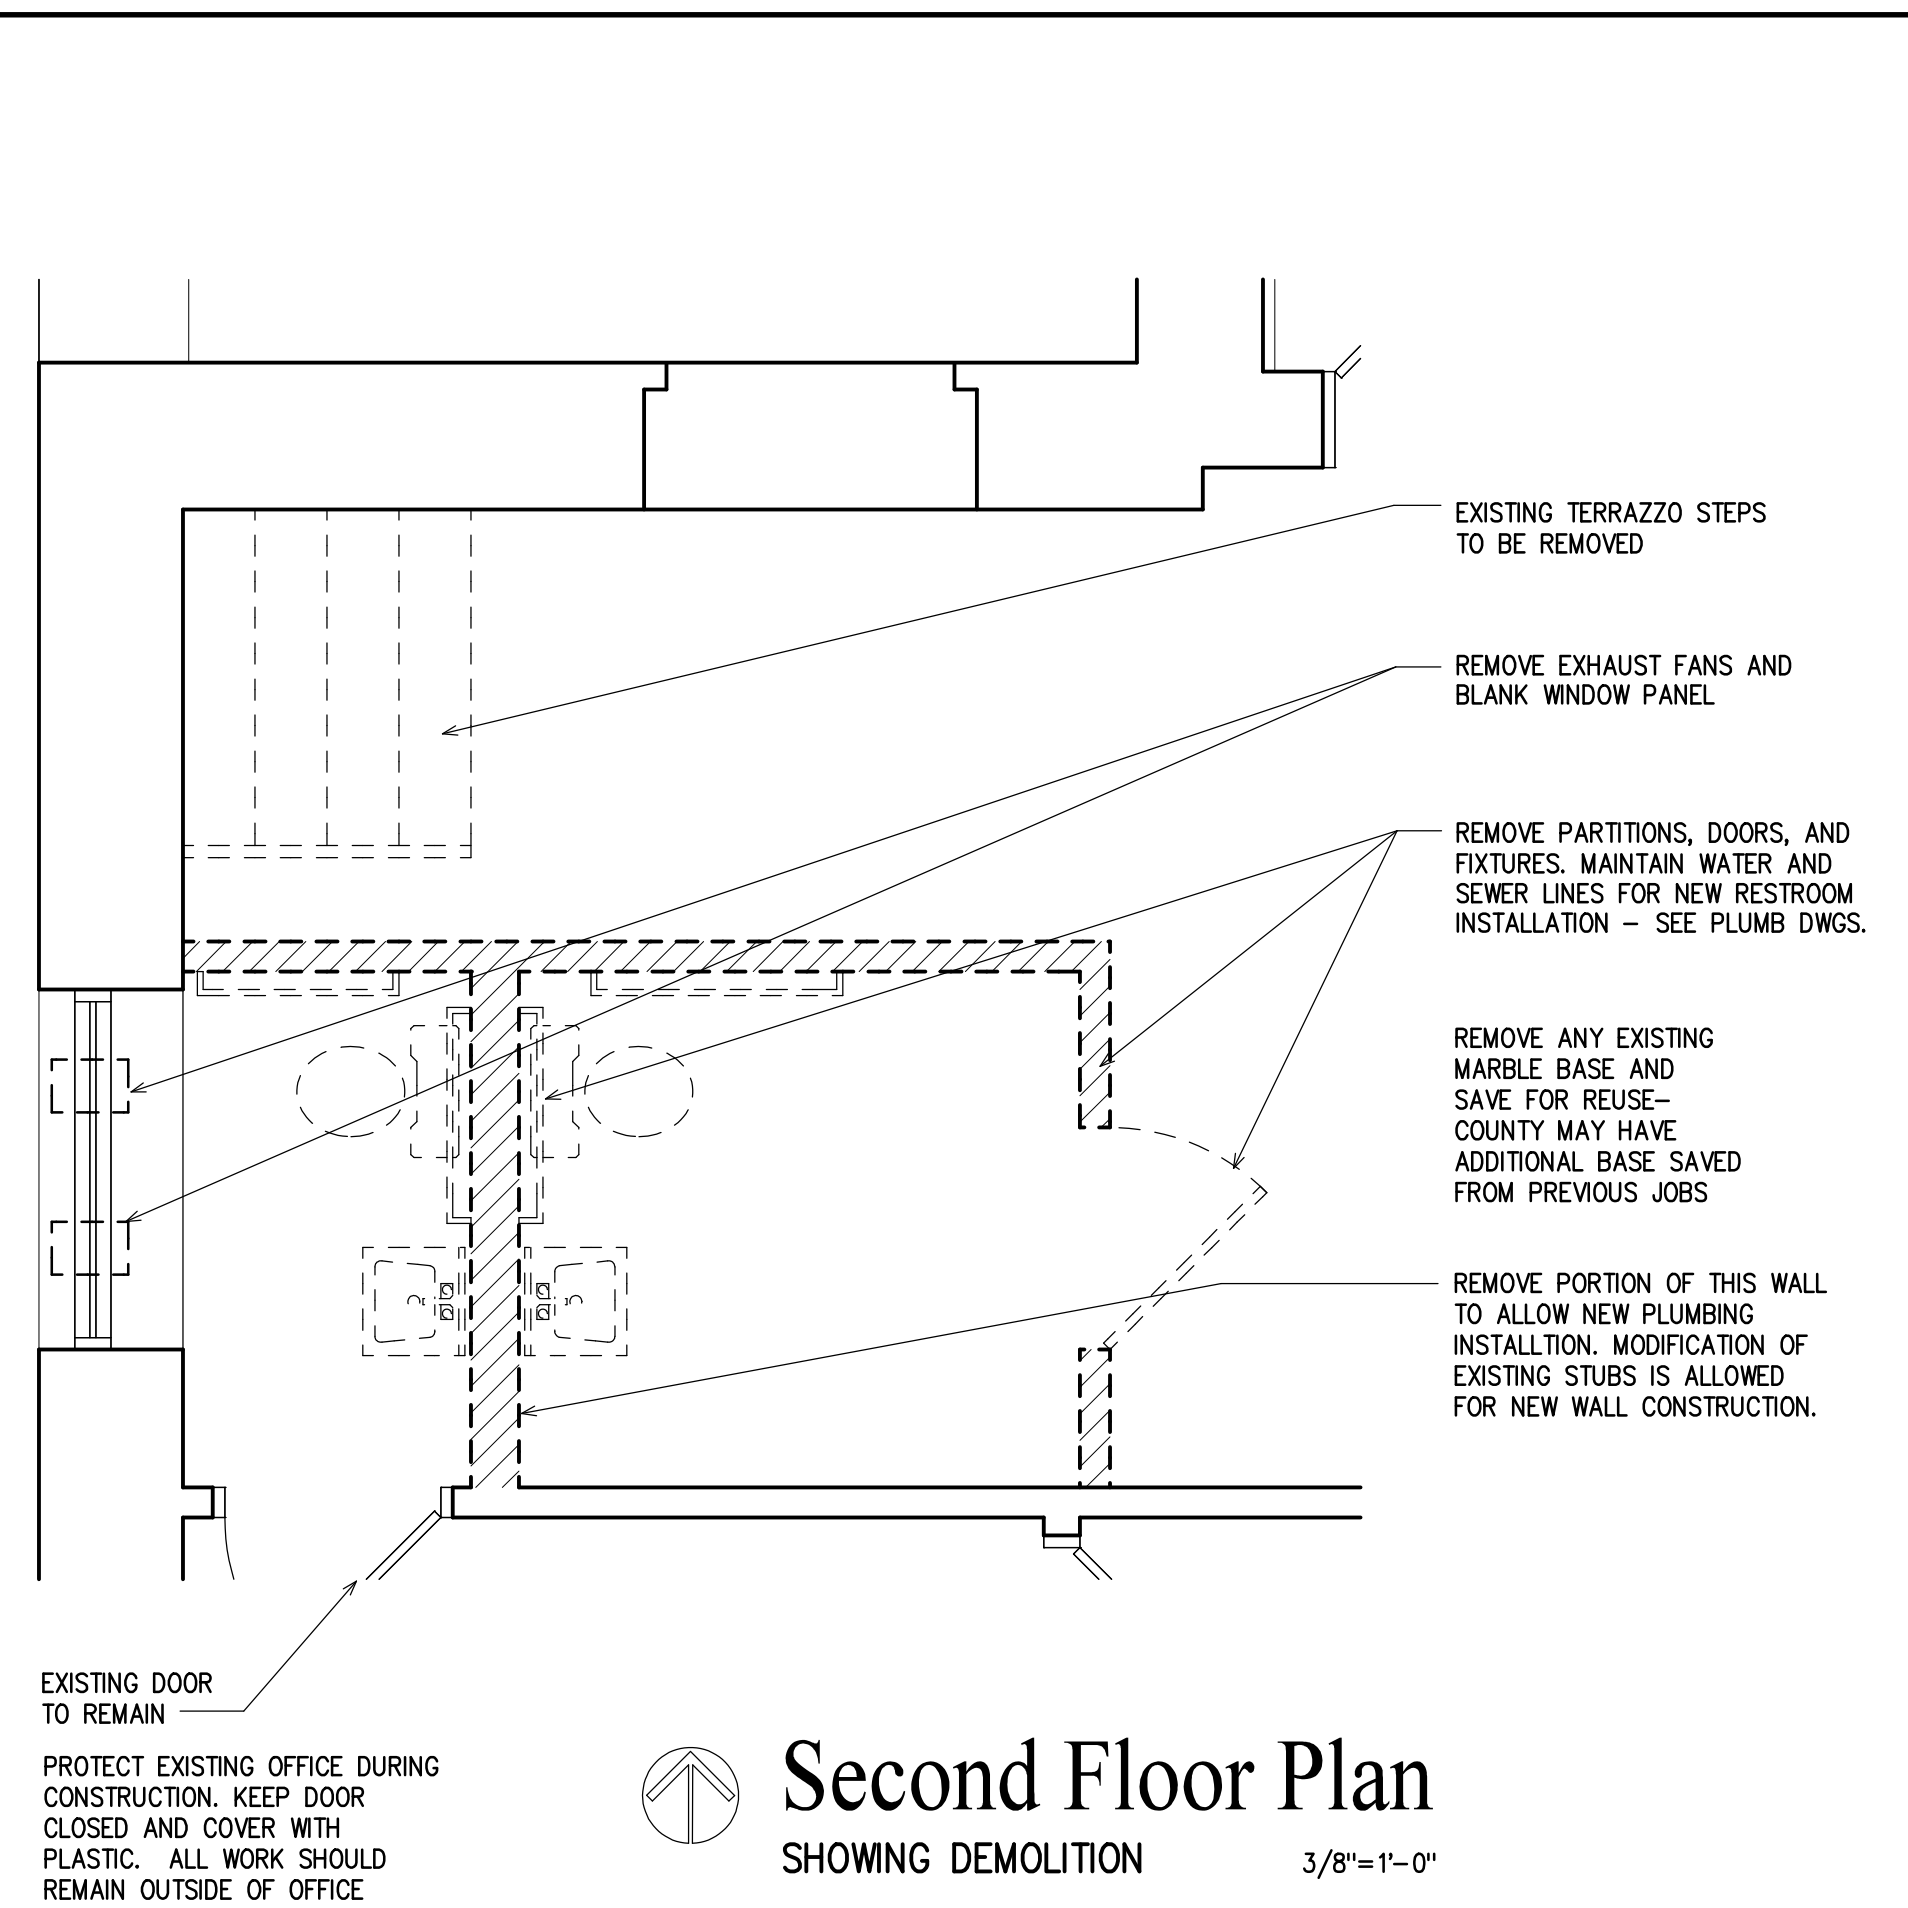 EXISTING TERRAZZO STEPS
TO BE REMOVED
REMOVE EXHAUST FANS AND
BLANK WINDOW PANEL
REMOVE PARTITIONS, DOORS, AND
FIXTURES. MAINTAIN WATER AND
SEWER LINES FOR NEW RESTROOM
INSTALLATION – SEE PLUMB DWGS.
REMOVE ANY EXISTING
MARBLE BASE AND
SAVE FOR REUSE–
COUNTY MAY HAVE
ADDITIONAL BASE SAVED
FROM PREVIOUS JOBS
REMOVE PORTION OF THIS WALL
TO ALLOW NEW PLUMBING
INSTALLTION. MODIFICATION OF
EXISTING STUBS IS ALLOWED
FOR NEW WALL CONSTRUCTION.
EXISTING DOOR
TO REMAIN
PROTECT EXISTING OFFICE DURING
CONSTRUCTION. KEEP DOOR
CLOSED AND COVER WITH
PLASTIC. ALL WORK SHOULD
REMAIN OUTSIDE OF OFFICE
Second Floor Plan
SHOWING DEMOLITION
3/8"=1'–0"